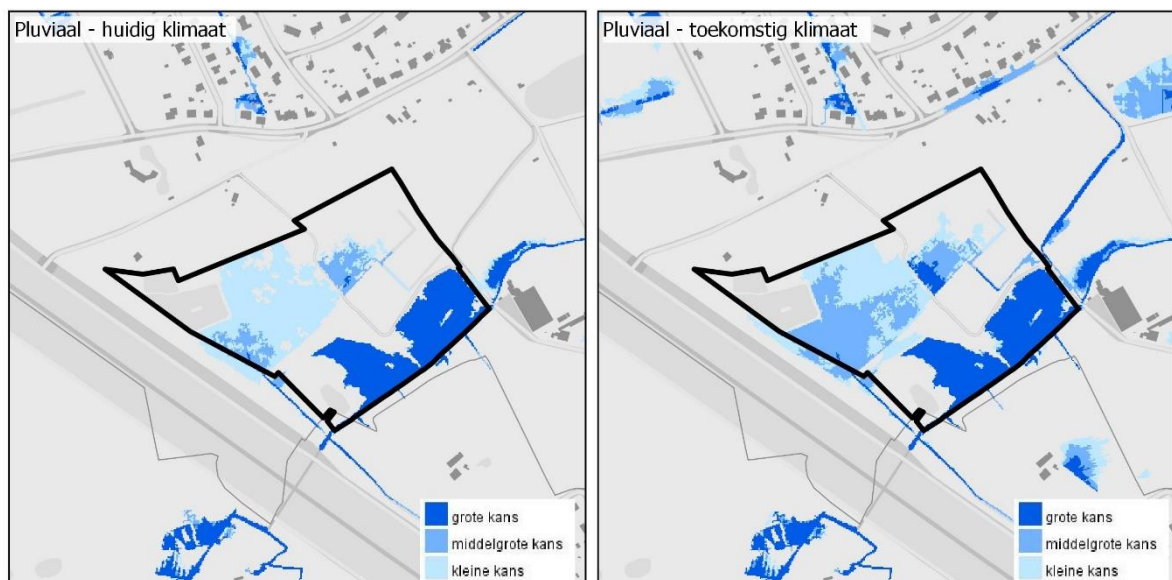 Pluviaal - huidig klimaat
grote kans
middelgrote kans
kleine kans
Pluviaal - toekomstig klimaat
grote kans
middelgrote kans
kleine kans